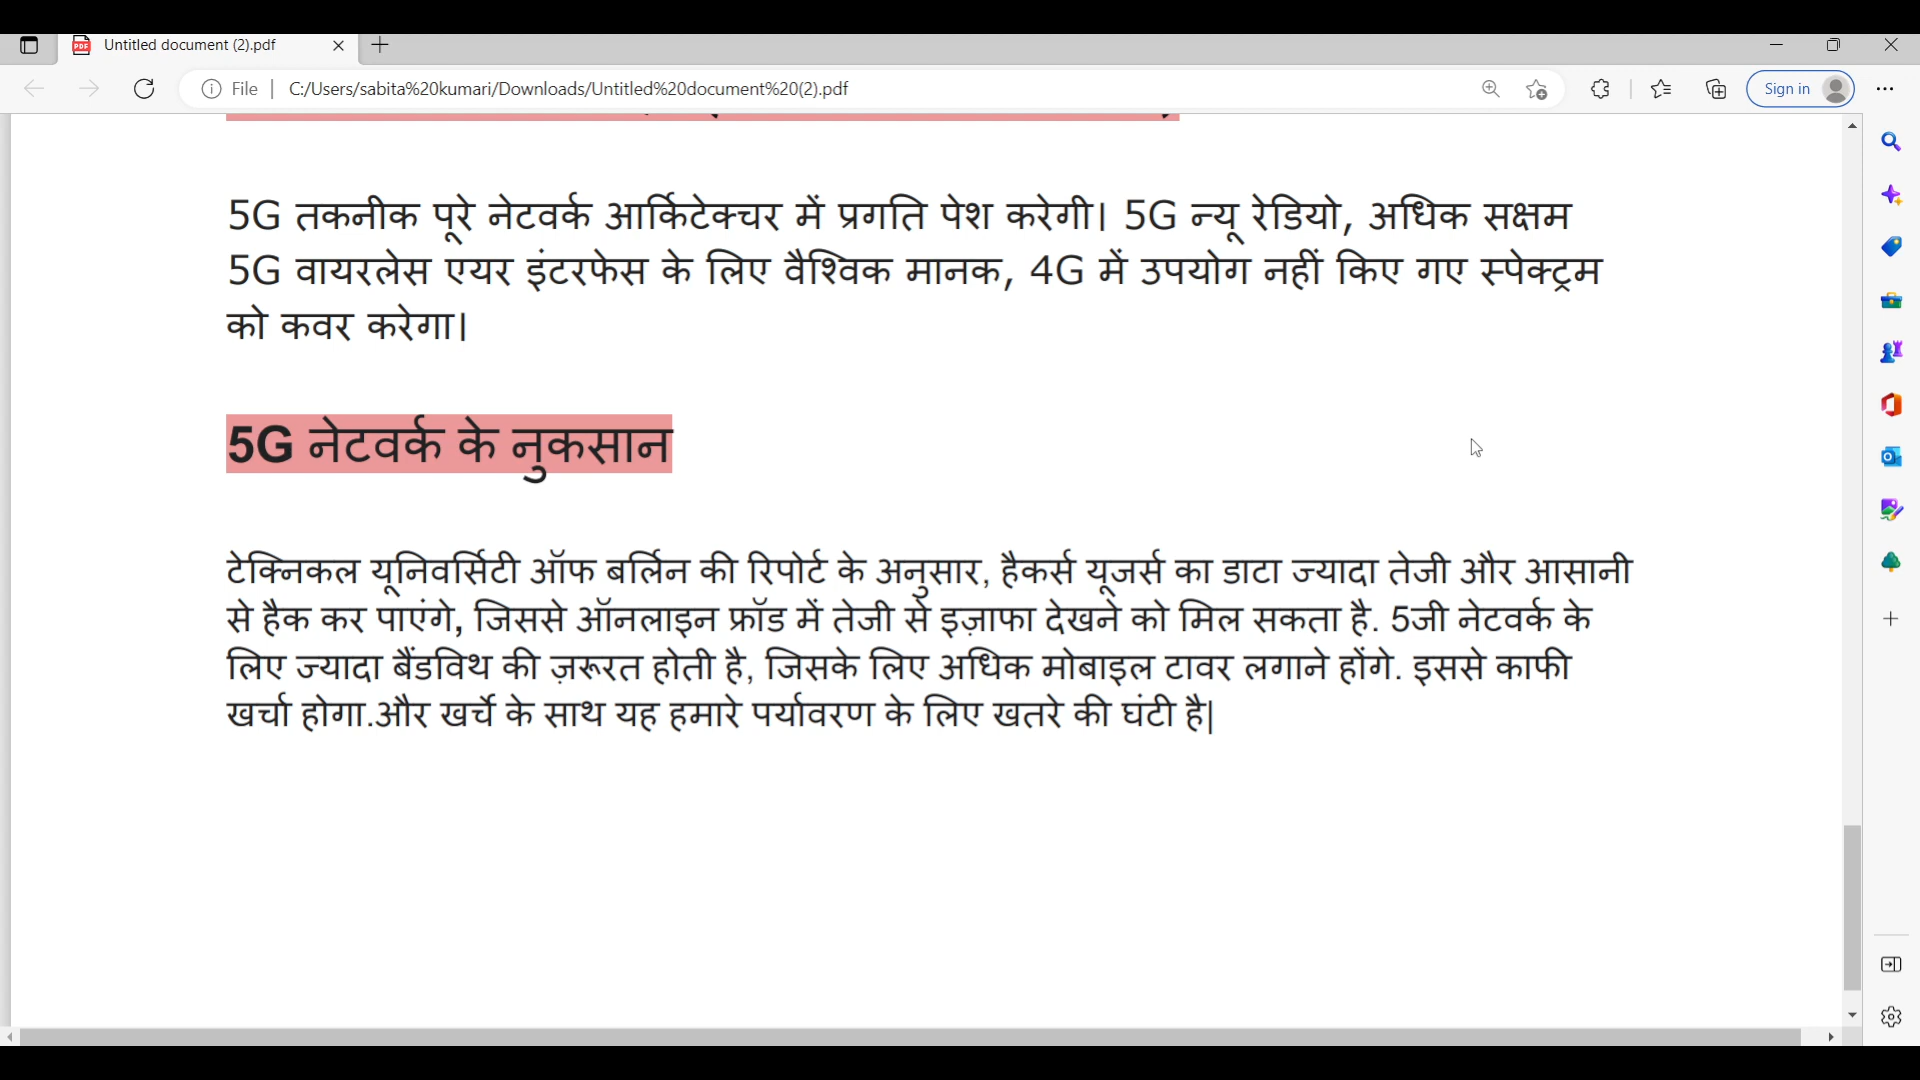 Untitled document (2).pdf
File | C:/Users/sabita%20kumari/Downloads/Untitled%20document%20(2).pdf
Sign in
5G तकनीक पूरे नेटवर्क आर्किटेक्चर में प्रगति पेश करेगी। 5G न्यू रेडियो, अधिक सक्षम
5G वायरलेस एयर इंटरफेस के लिए वैश्विक मानक, 4G में उपयोग नहीं किए गए स्पेक्ट्रम
को कवर करेगा।
5G नेटवर्क के नुकसान
टेक्निकल यूनिवर्सिटी ऑफ बर्लिन की रिपोर्ट के अनुसार, हैकर्स यूजर्स का डाटा ज्यादा तेजी और आसानी
से हैक कर पाएंगे, जिससे ऑनलाइन फ्रॉड में तेजी से इज़ाफा देखने को मिल सकता है. 5जी नेटवर्क के
लिए ज्यादा बैंडविथ की ज़रूरत होती है, जिसके लिए अधिक मोबाइल टावर लगाने होंगे. इससे काफी
खर्चा होगा.और खर्चे के साथ यह हमारे पर्यावरण के लिए खतरे की घंटी है|